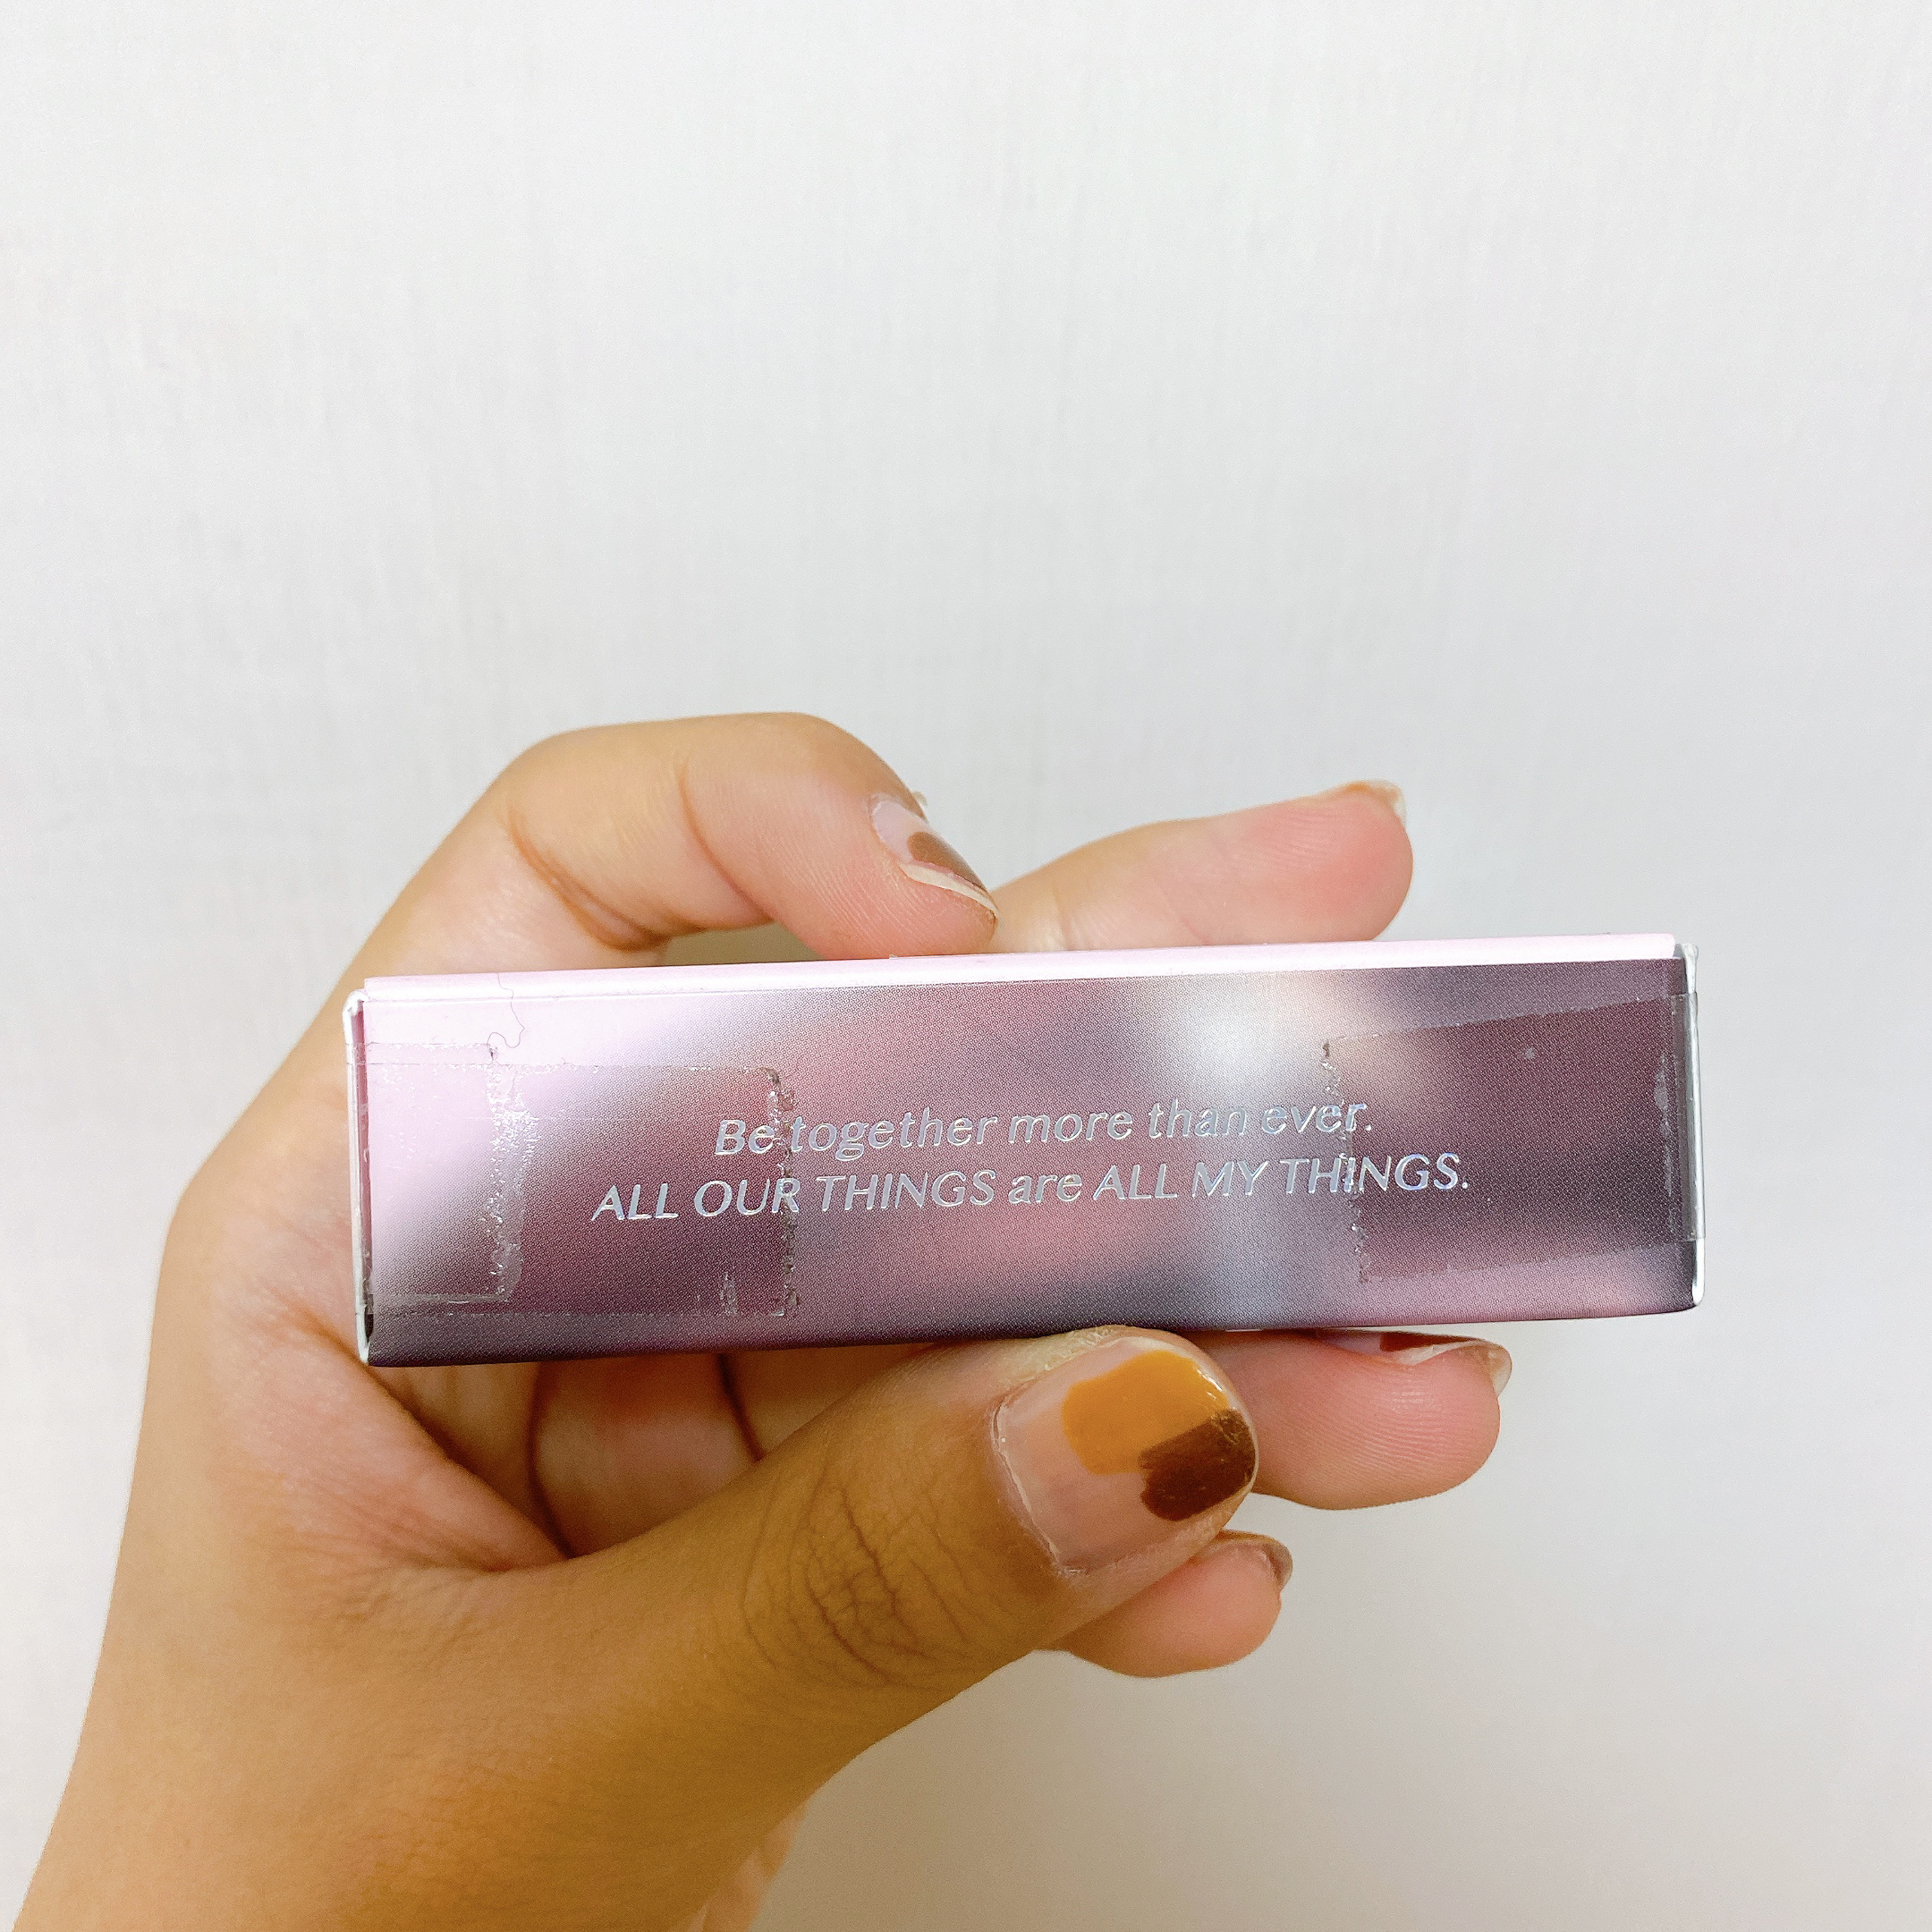 Be together more than ever.
ALL OUR THINGS are ALL MY THINGS.